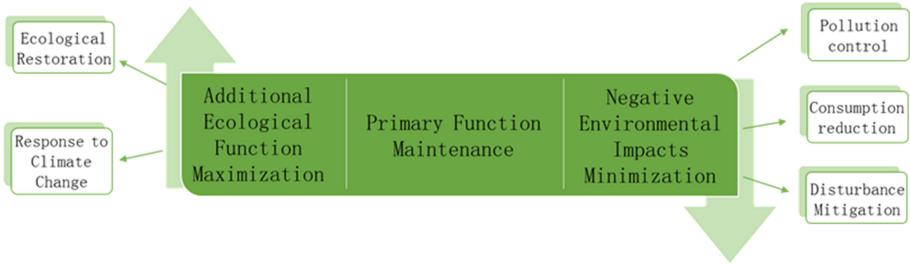 Ecological
Restoration
Response to
Climate
Change
Additional
Ecological
Function
Maximization
Primary Function
Maintenance
Negative
Environmental
Impacts
Minimization
Pollution
control
Consumption
reduction
Disturbance
Mitigation